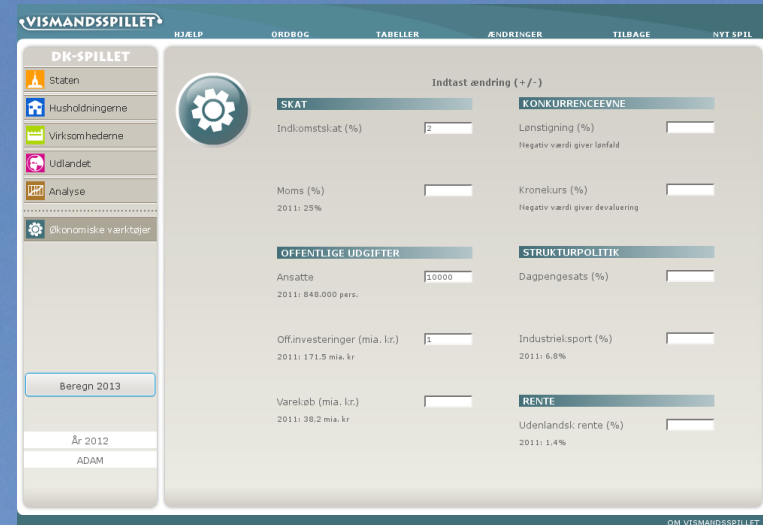 VISMANDSSPILLET
HJÆLP ORDBOG TABELLER ÆNDRINGER TILBAGE NYT SPIL
DK-SPILLET
Staten
Husholdningerne
Virksomhederne
Udlandet
Analyse
Økonomiske værktøjer
Beregn 2013
År 2012
ADAM
Indtast ændring (+/-)
SKAT
Indkomstskat (%) 2
Moms (%)
2011: 25%
OFFENTLIGE UDGIFTER
Ansatte 10000
2011: 848.000 pers.
Off.investeringer (mia. kr.) 1
2011: 171.5 mia. kr
Varekøb (mia. kr.)
2011: 38,2 mia. kr
KONKURRENCEEVNE
Lønstigning (%)
Negativ værdi giver lønfald
Kronekurs (%)
Negativ værdi giver devaluering
STRUKTURPOLITIK
Dagpengesats (%)
Industrieksport (%)
2011: 6.8%
RENTE
Udenlandsk rente (%)
2011: 1.4%
OM VISMANDSSPILLET